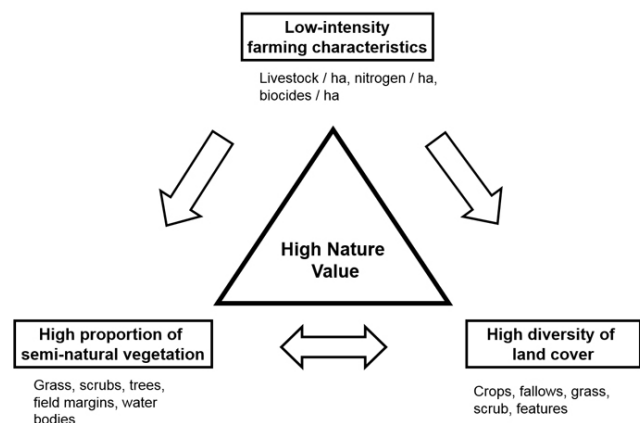 Low-intensity
farming characteristics
Livestock / ha, nitrogen / ha,
biocides / ha
High Nature
Value
High proportion of
semi-natural vegetation
Grass, scrubs, trees,
field margins, water
bodies
High diversity of
land cover
Crops, fallows, grass,
scrub, features